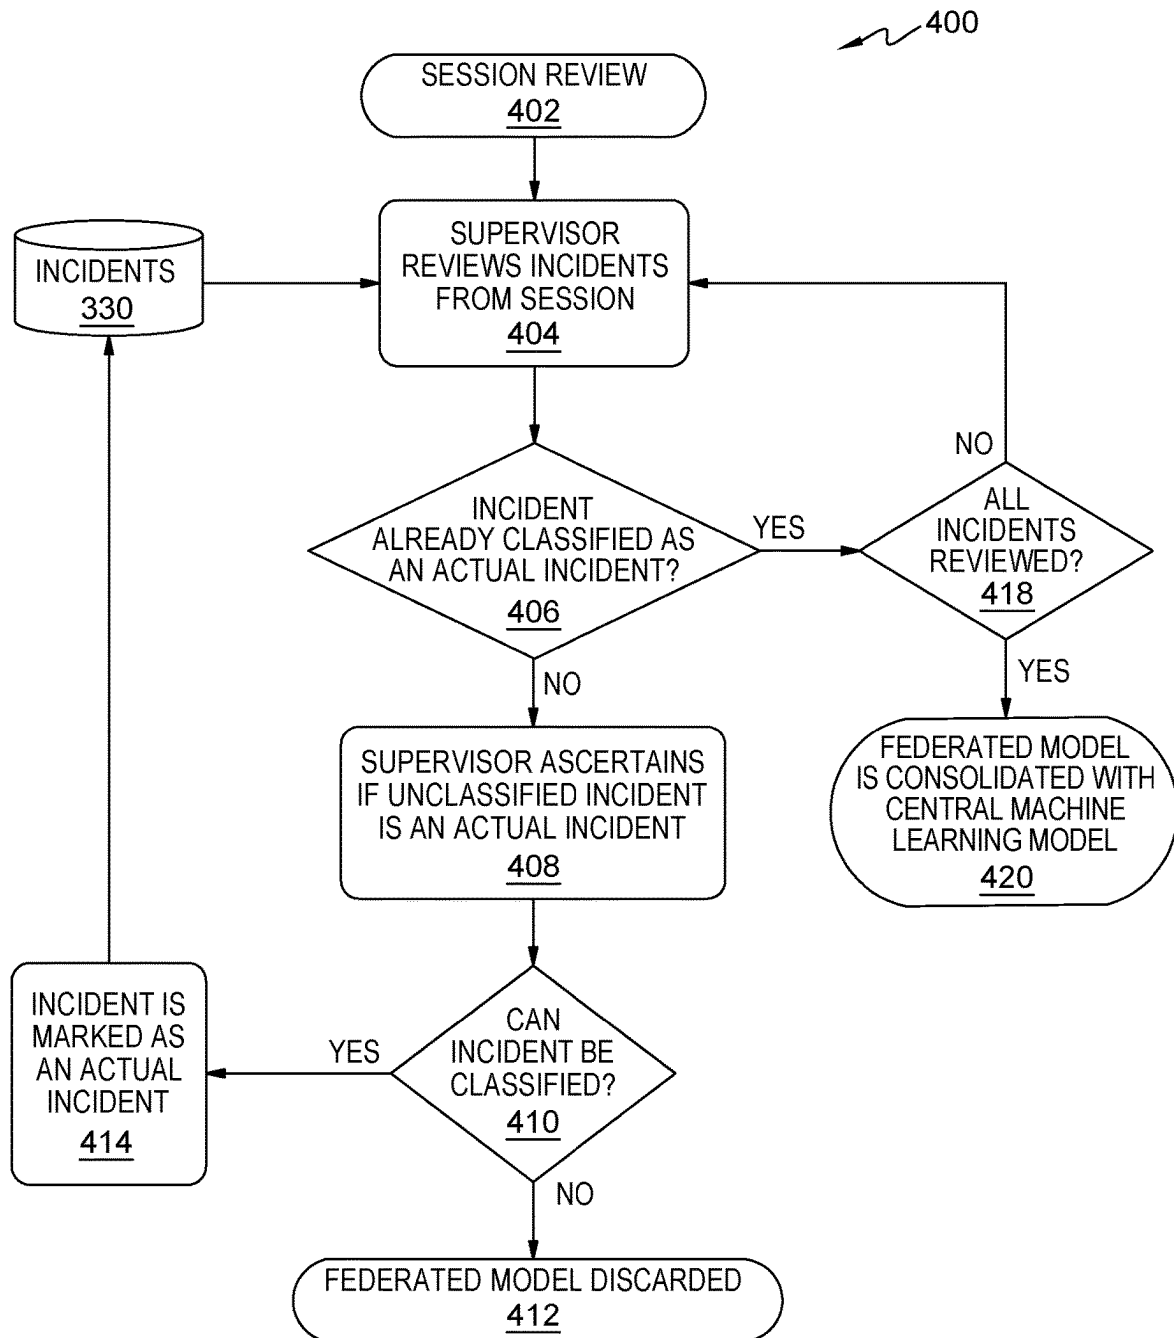 400
SESSION REVIEW
402
SUPERVISOR
REVIEWS INCIDENTS
FROM SESSION
404
INCIDENTS
330
INCIDENT
ALREADY CLASSIFIED AS
AN ACTUAL INCIDENT?
406
YES
NO
ALL
INCIDENTS
REVIEWED?
418
NO
YES
SUPERVISOR ASCERTAINS
IF UNCLASSIFIED INCIDENT
IS AN ACTUAL INCIDENT
408
FEDERATED MODEL
IS CONSOLIDATED WITH
CENTRAL MACHINE
LEARNING MODEL
420
CAN
INCIDENT BE
CLASSIFIED?
410
YES
INCIDENT IS
MARKED AS
AN ACTUAL
INCIDENT
414
NO
FEDERATED MODEL DISCARDED
412